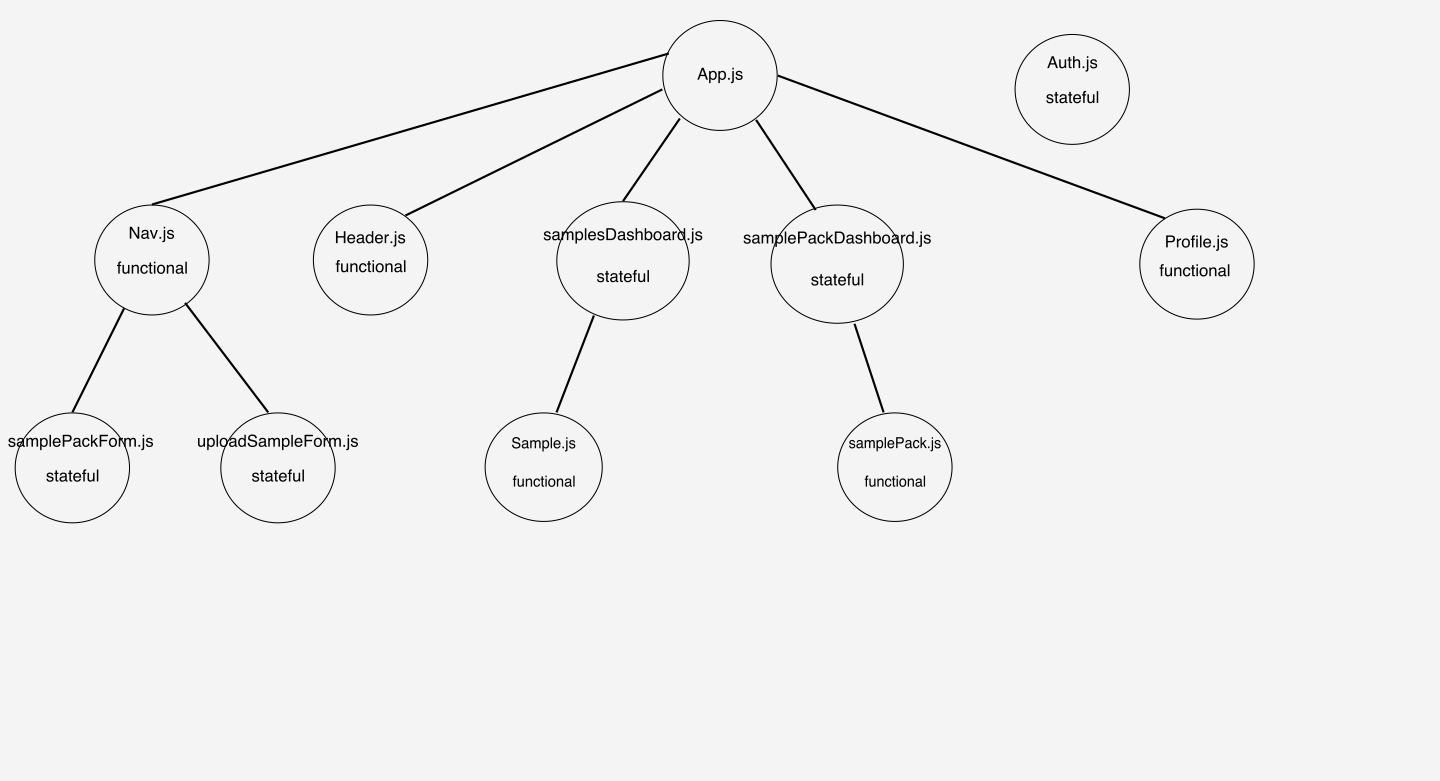 App.js
Auth.js
stateful
Nav.js
functional
Header.js
functional
samplesDashboard.js
stateful
samplePackDashboard.js
stateful
Profile.js
functional
samplePackForm.js
stateful
uploadSampleForm.js
stateful
Sample.js
functional
samplePack.js
functional